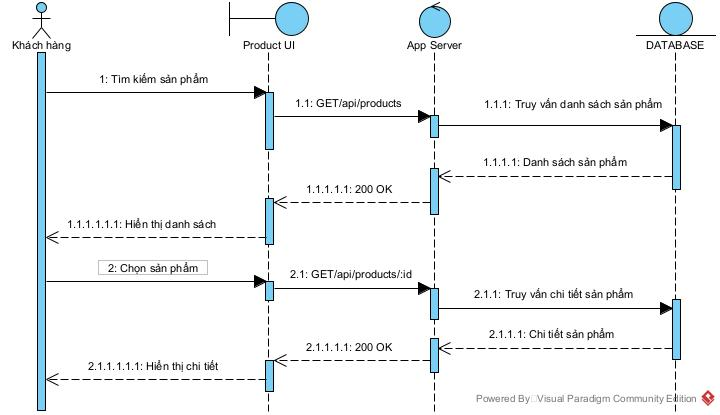 Khách hàng
Product UI
App Server
DATABASE
1: Tìm kiếm sản phẩm
1.1: GET/api/products
1.1.1: Truy vấn danh sách sản phẩm
1.1.1.1: Danh sách sản phẩm
1.1.1.1.1: 200 OK
1.1.1.1.1.1: Hiển thị danh sách
2: Chọn sản phẩm
2.1: GET/api/products/:id
2.1.1: Truy vấn chi tiết sản phẩm
2.1.1.1: Chi tiết sản phẩm
2.1.1.1.1: 200 OK
2.1.1.1.1.1: Hiển thị chi tiết
Powered By Visual Paradigm Community Edition